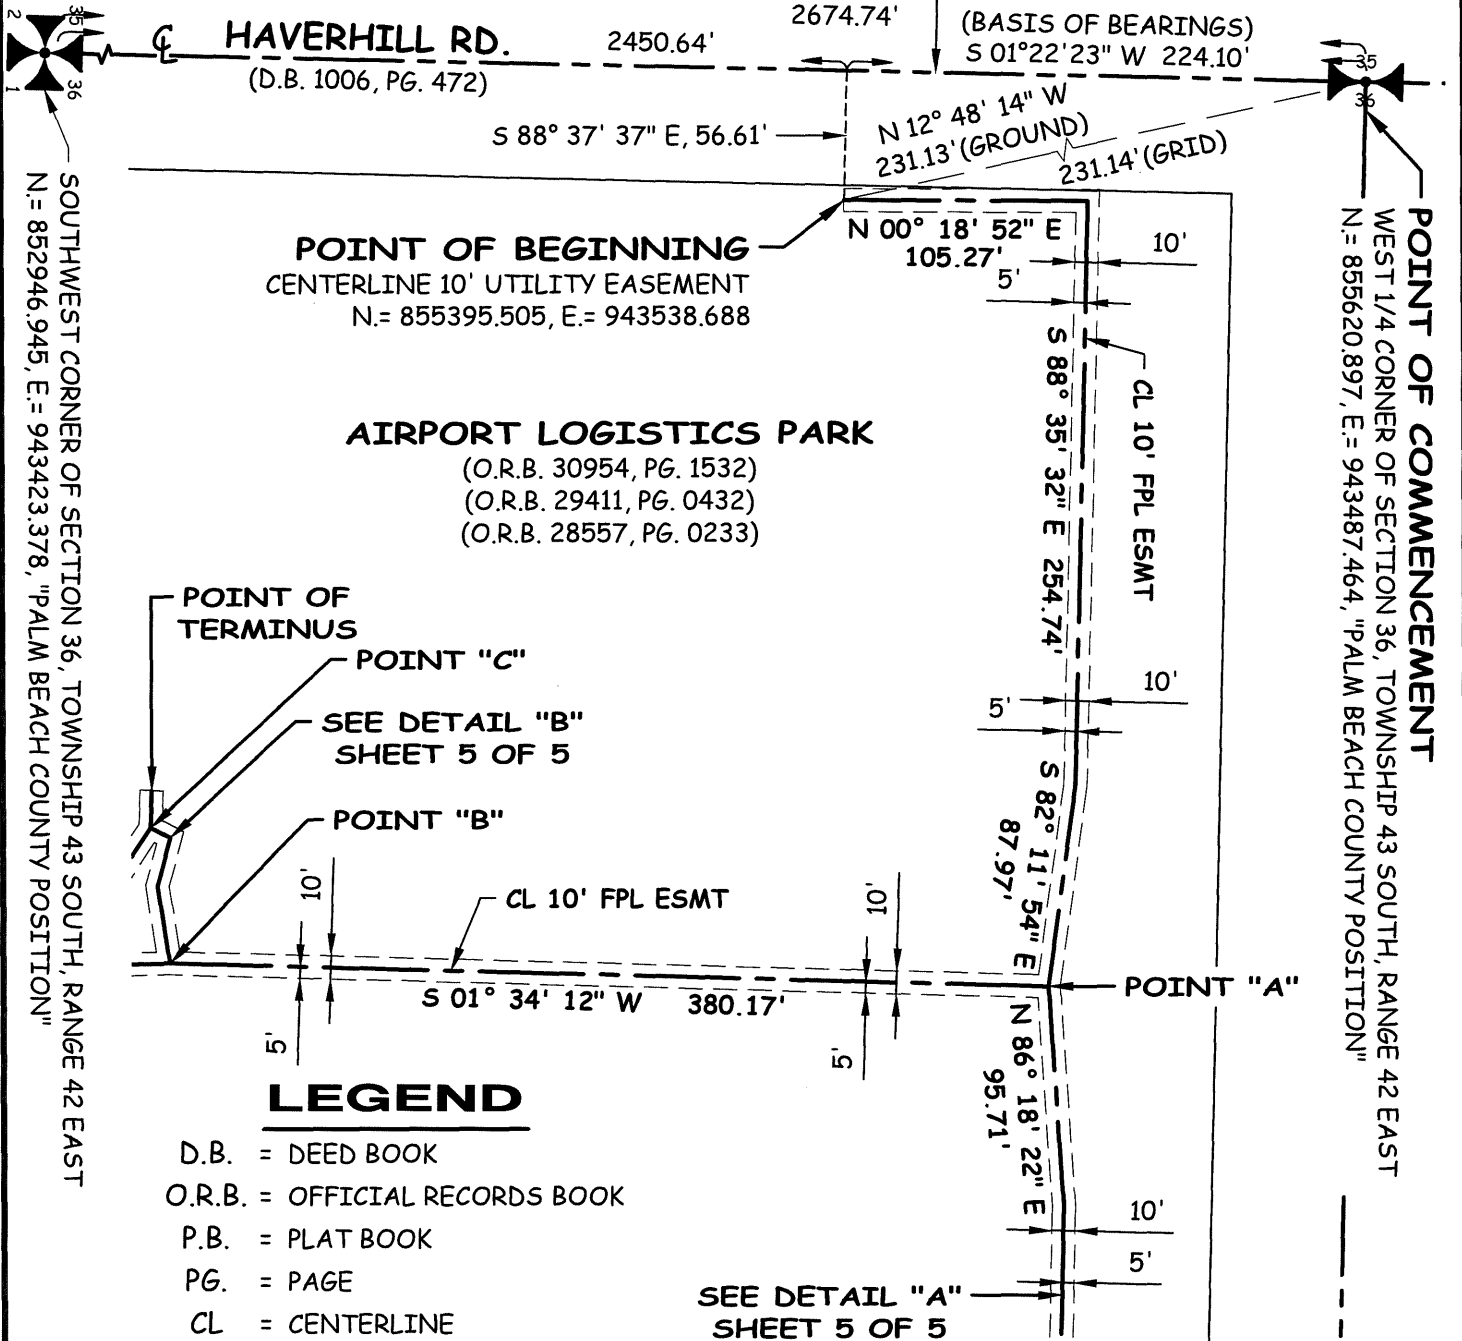 2674.74'
(BASIS OF BEARINGS)
S 01°22'23" W 224.10'
HAVERHILL RD.
2450.64'
(D.B. 1006, PG. 472)
35
2
1
36
35
36
S 88° 37' 37" E, 56.61'
N 12° 48' 14" W
231.13'(GROUND)
231.14'(GRID)
POINT OF BEGINNING
CENTERLINE 10' UTILITY EASEMENT
N.= 855395.505, E.= 943538.688
N 00° 18' 52" E
105.27'
10'
5'
POINT OF COMMENCEMENT
WEST 1/4 CORNER OF SECTION 36, TOWNSHIP 43 SOUTH, RANGE 42 EAST
N.= 855620.897, E.= 943487.464, "PALM BEACH COUNTY POSITION"
SOUTHWEST CORNER OF SECTION 36, TOWNSHIP 43 SOUTH, RANGE 42 EAST
N.= 852946.945, E.= 943423.378, "PALM BEACH COUNTY POSITION"
S 88° 35' 32" E 254.74'
CL 10' FPL ESMT
AIRPORT LOGISTICS PARK
(O.R.B. 30954, PG. 1532)
(O.R.B. 29411, PG. 0432)
(O.R.B. 28557, PG. 0233)
POINT OF
TERMINUS
POINT "C"
SEE DETAIL "B"
SHEET 5 OF 5
POINT "B"
10'
5'
S 82° 11' 54" E
87.97'
CL 10' FPL ESMT
10'
10'
S 01° 34' 12" W 380.17'
5'
5'
POINT "A"
N 86° 18' 22" E
95.71'
10'
5'
SEE DETAIL "A"
SHEET 5 OF 5
LEGEND
D.B. = DEED BOOK
O.R.B. = OFFICIAL RECORDS BOOK
P.B. = PLAT BOOK
PG. = PAGE
CL = CENTERLINE